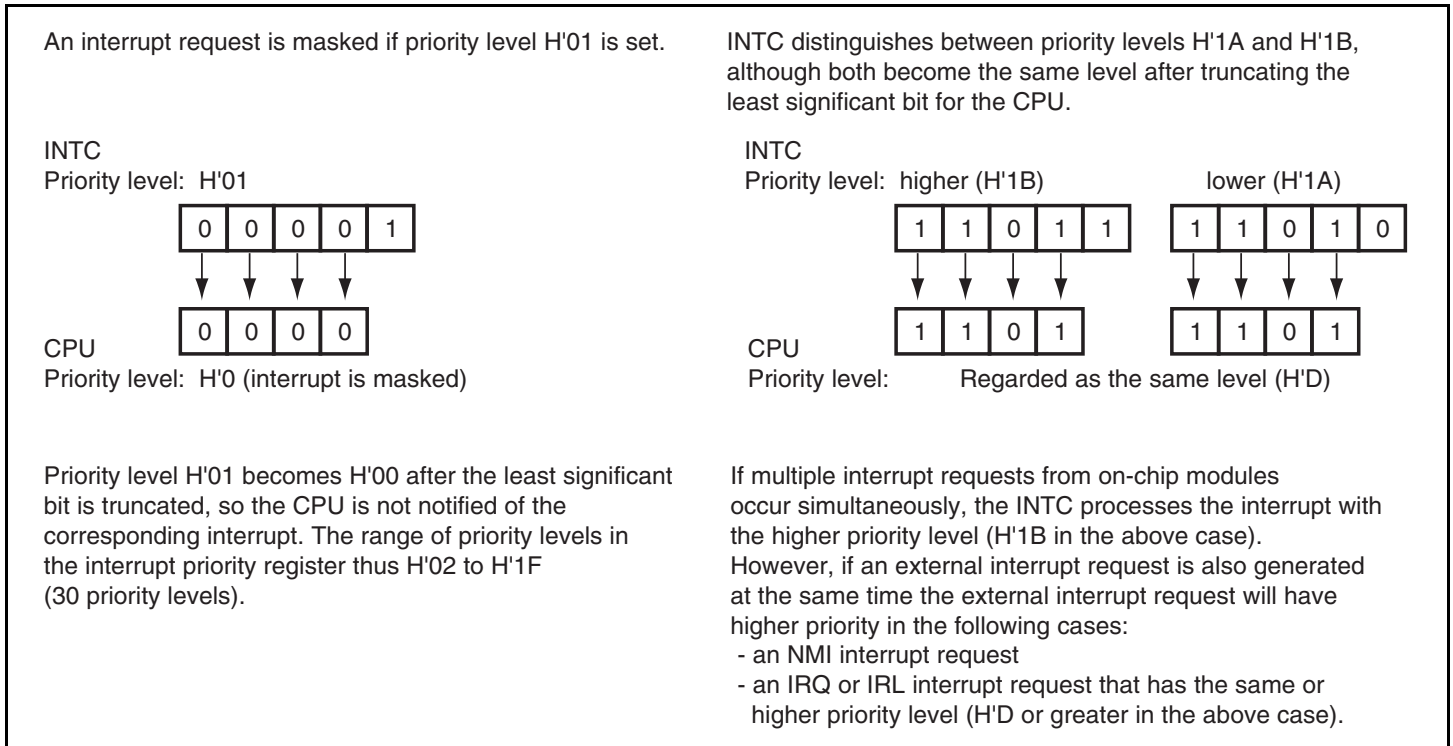 An interrupt request is masked if priority level H'01 is set.
INTC
Priority level: H'01
0 0 0 0 1
0 0 0 0
CPU
Priority level: H'0 (interrupt is masked)
Priority level H'01 becomes H'00 after the least significant
bit is truncated, so the CPU is not notified of the
corresponding interrupt. The range of priority levels in
the interrupt priority register thus H'02 to H'1F
(30 priority levels).
INTC distinguishes between priority levels H'1A and H'1B,
although both become the same level after truncating the
least significant bit for the CPU.
INTC
Priority level: higher (H'1B) lower (H'1A)
1 1 0 1 1 1 1 0 1 0
1 1 0 1 1 1 0 1
CPU
Priority level: Regarded as the same level (H'D)
If multiple interrupt requests from on-chip modules
occur simultaneously, the INTC processes the interrupt with
the higher priority level (H'1B in the above case).
However, if an external interrupt request is also generated
at the same time the external interrupt request will have
higher priority in the following cases:
- an NMI interrupt request
- an IRQ or IRL interrupt request that has the same or
higher priority level (H'D or greater in the above case).